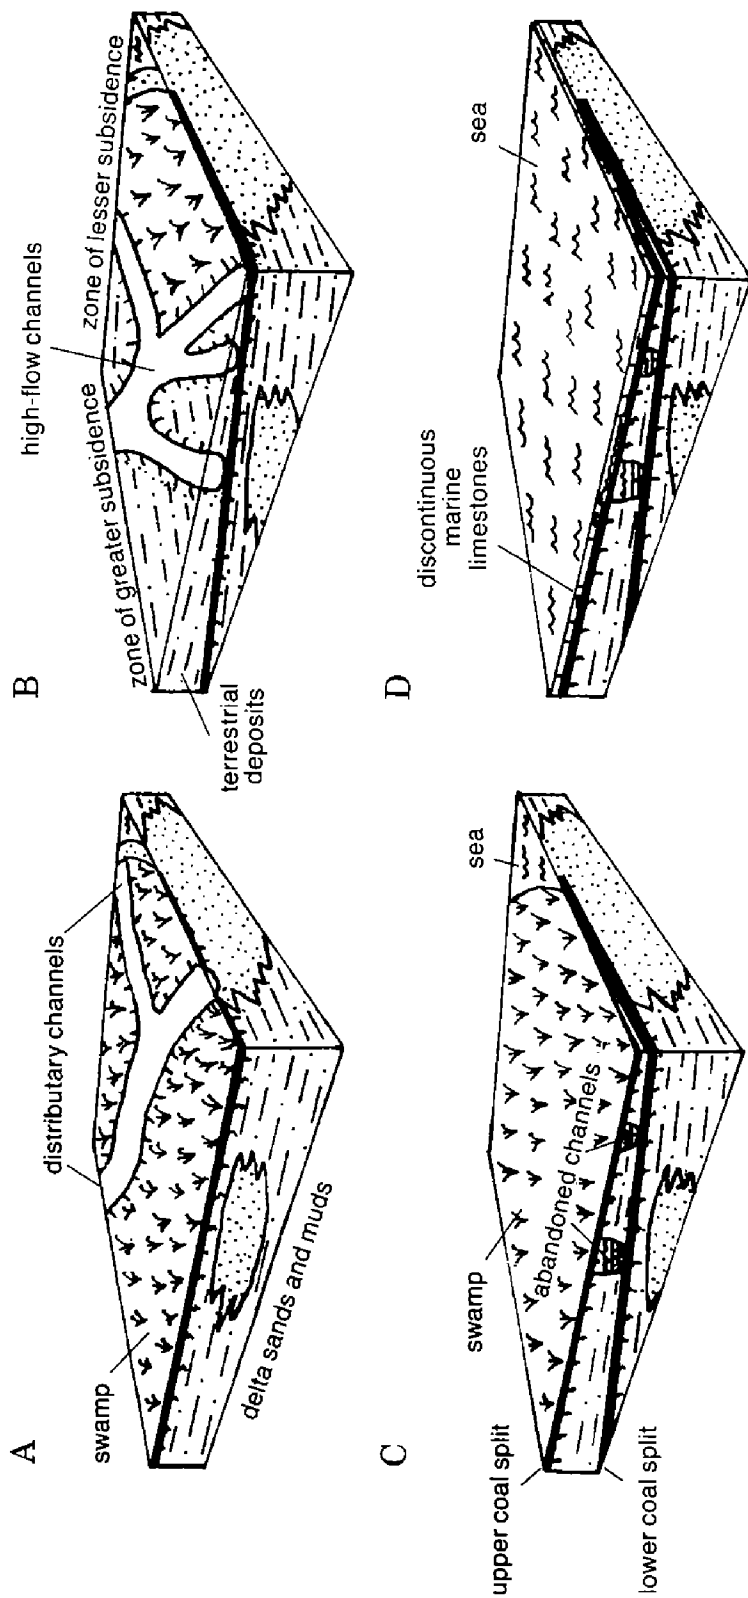 A
distributary channels
swamp
delta sands and muds
B
high-flow channels
zone of greater subsidence
zone of lesser subsidence
terrestrial
deposits
C
swamp
sea
abandoned channels
upper coal split
lower coal split
D
sea
discontinuous
marine
limestones